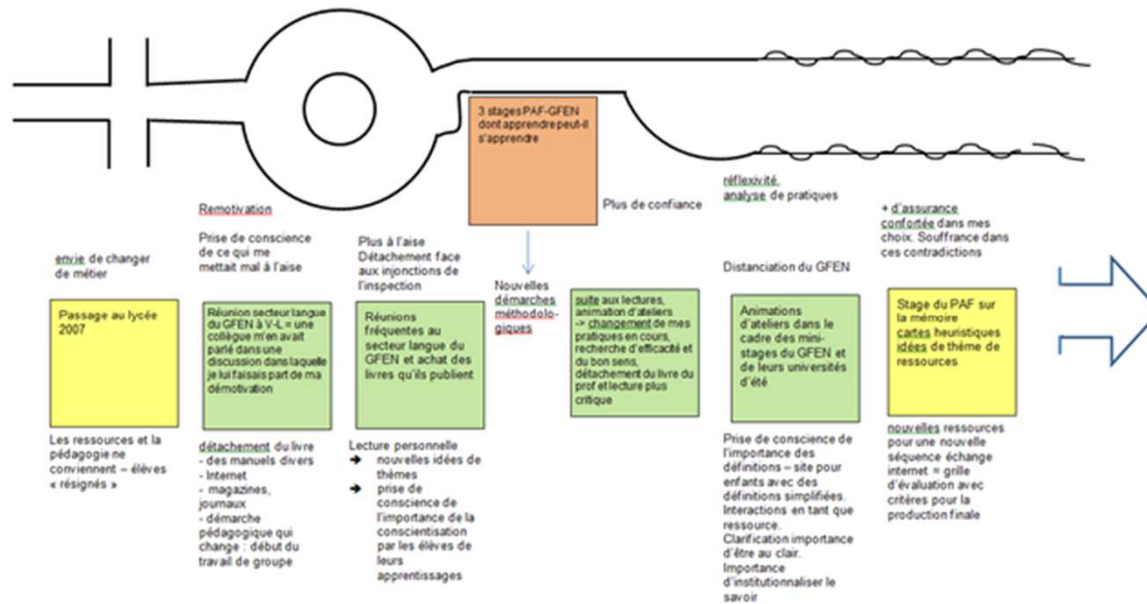 3 stages PAF-GFEN
dont apprendre peut-il
s'apprendre
Remotivation
Prise de conscience
de ce qui me
mettait mal à l'aise
envie de changer
de métier
Plus à l'aise
Détachement face
aux injonctions de
l'inspection
Nouvelles
démarches
méthodolo-
giques
Plus de confiance
réflexivité,
analyse de pratiques
Distanciation du GFEN
+ d'assurance
confortée dans mes
choix. Souffrance dans
ces contradictions
Passage au lycée
2007
Réunion secteur langue
du GFEN à V-L = une
collègue m'en avait
parlé dans une
discussion dans laquelle
je lui faisais part de ma
démotivation
Réunions
fréquentes au
secteur langue du
GFEN et achat des
livres qu'ils publient
suite aux lectures,
animation d'ateliers
-> changement de mes
pratiques en cours,
recherche d'efficacité et
du bon sens,
détachement du livre du
prof et lecture plus
critique
Animations
d'ateliers dans le
cadre des mini-
stages du GFEN et
de leurs universités
d'été
Stage du PAF sur
la mémoire
cartes heuristiques
idées de thème de
ressources
Les ressources et la
pédagogie ne
conviennent – élèves
« résignés »
détachement du livre
- des manuels divers
- Internet
- magazines,
journaux
- démarche
pédagogique qui
change : début du
travail de groupe
Lecture personnelle
➔ nouvelles idées de
thèmes
➔ prise de
conscience de
l'importance de la
conscientisation
par les élèves de
leurs
apprentissages
Prise de conscience de
l'importance des
définitions – site pour
enfants avec des
définitions simplifiées.
Interactions en tant que
ressource.
Clarification importance
d'être au clair.
Importance
d'institutionnaliser le
savoir
nouvelles ressources
pour une nouvelle
séquence échange
internet = grille
d'évaluation avec
critères pour la
production finale